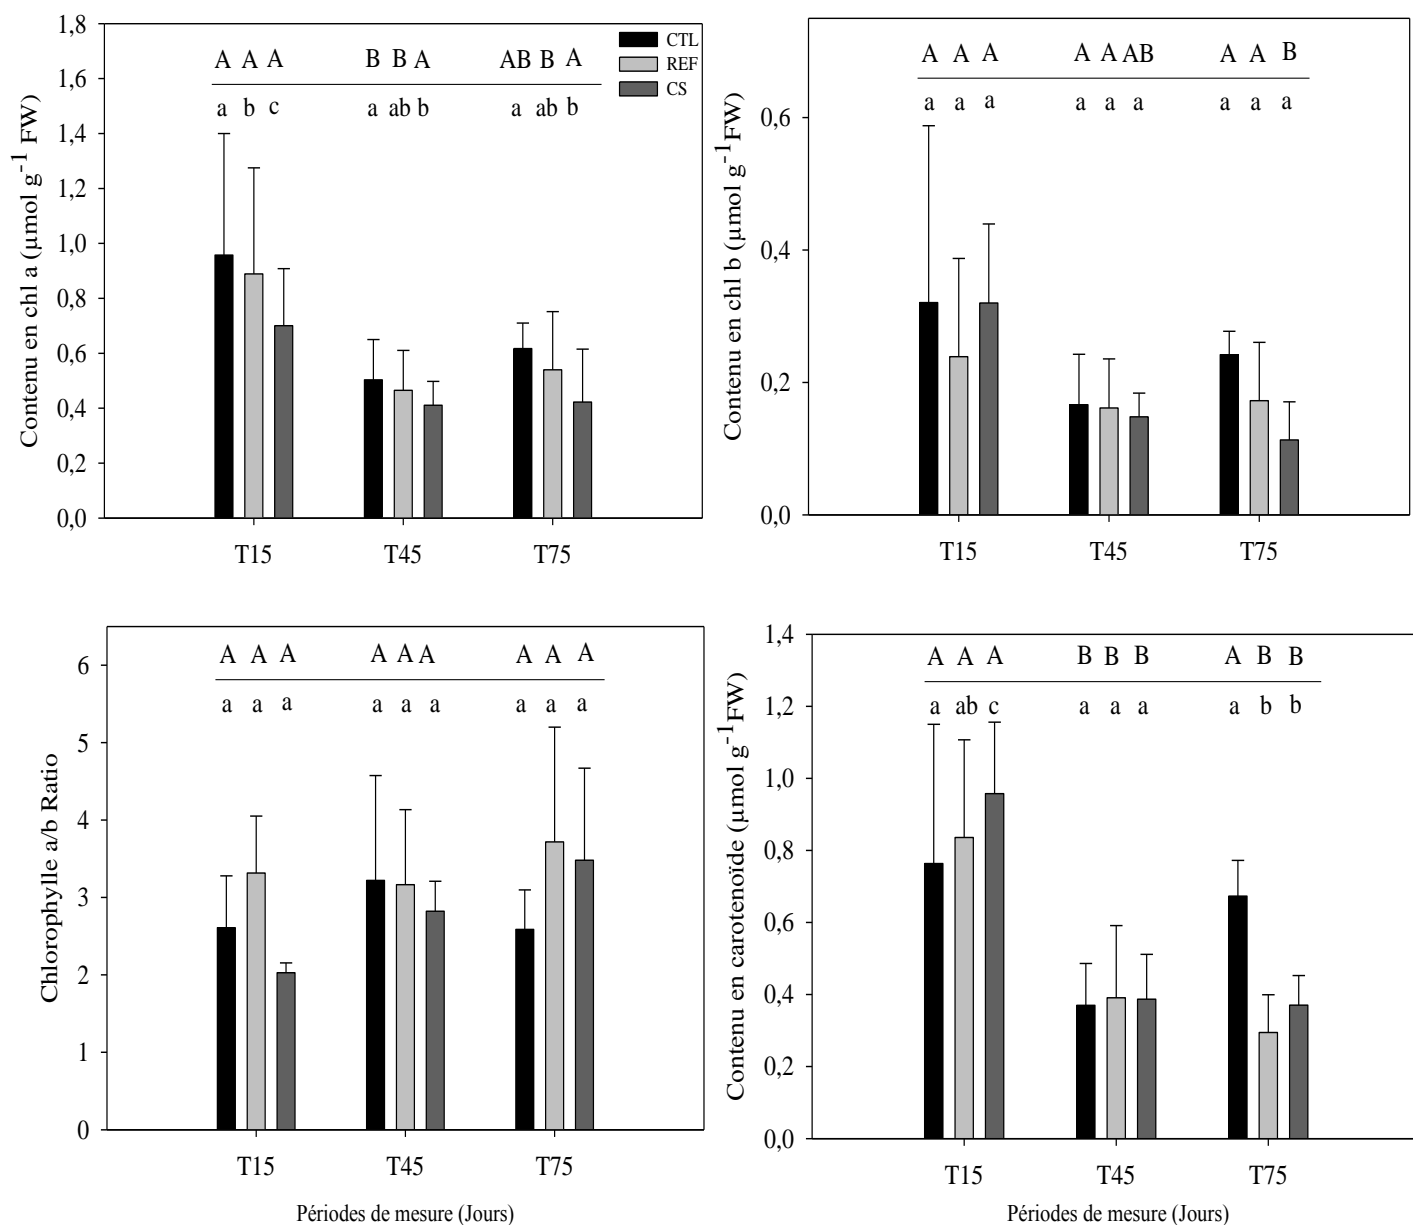 Contenu en chl a (µmol g⁻¹ FW)
1,8
1,6
1,4
1,2
1,0
0,8
0,6
0,4
0,2
0,0
A A A B B A AB B A
a b c a ab b a ab b
CTL
REF
CS
T15 T45 T75
Contenu en chl b (µmol g⁻¹FW)
0,6
0,4
0,2
0,0
A A A A A AB A A B
a a a a a a a a a
T15 T45 T75
Chlorophylle a/b Ratio
6
5
4
3
2
1
0
A A A A A A A A A
a a a a a a a a a
T15 T45 T75
Périodes de mesure (Jours)
Contenu en carotenoïde (µmol g⁻¹FW)
1,4
1,2
1,0
0,8
0,6
0,4
0,2
0,0
A A A B B B A B B
a ab c a a a a b b
T15 T45 T75
Périodes de mesure (Jours)